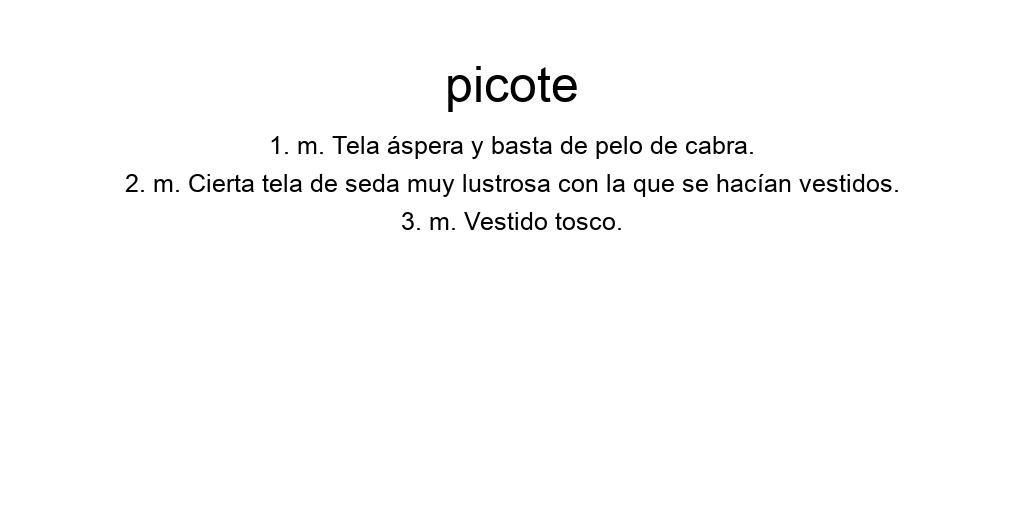 picote
1. m. Tela áspera y basta de pelo de cabra.
2. m. Cierta tela de seda muy lustrosa con la que se hacían vestidos.
3. m. Vestido tosco.